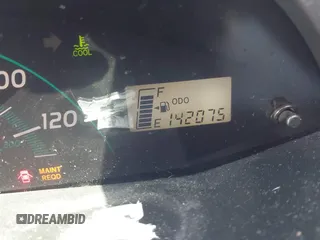 COOL
00
120
F
ODO
E 142075
MAINT
REQD
DREAMBID